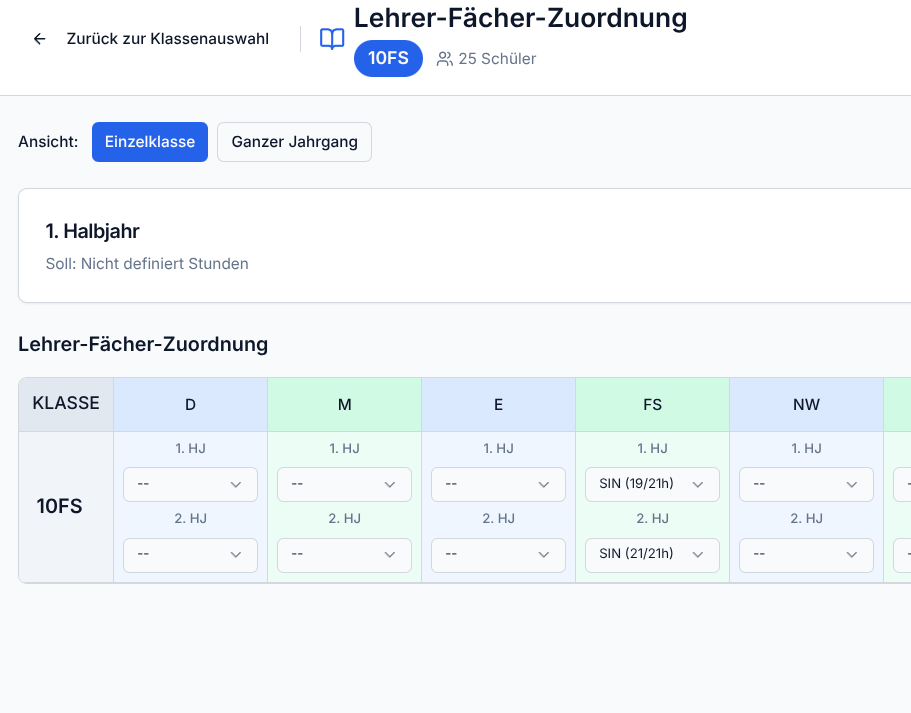 Lehrer-Fächer-Zuordnung
Zurück zur Klassenauswahl
10FS 25 Schüler
Ansicht: Einzelklasse Ganzer Jahrgang
1. Halbjahr
Soll: Nicht definiert Stunden
Lehrer-Fächer-Zuordnung
KLASSE D M E FS NW
1. HJ 1. HJ 1. HJ 1. HJ 1. HJ
-- -- -- SIN (19/21h) --
10FS
2. HJ 2. HJ 2. HJ 2. HJ 2. HJ
-- -- -- SIN (21/21h) --